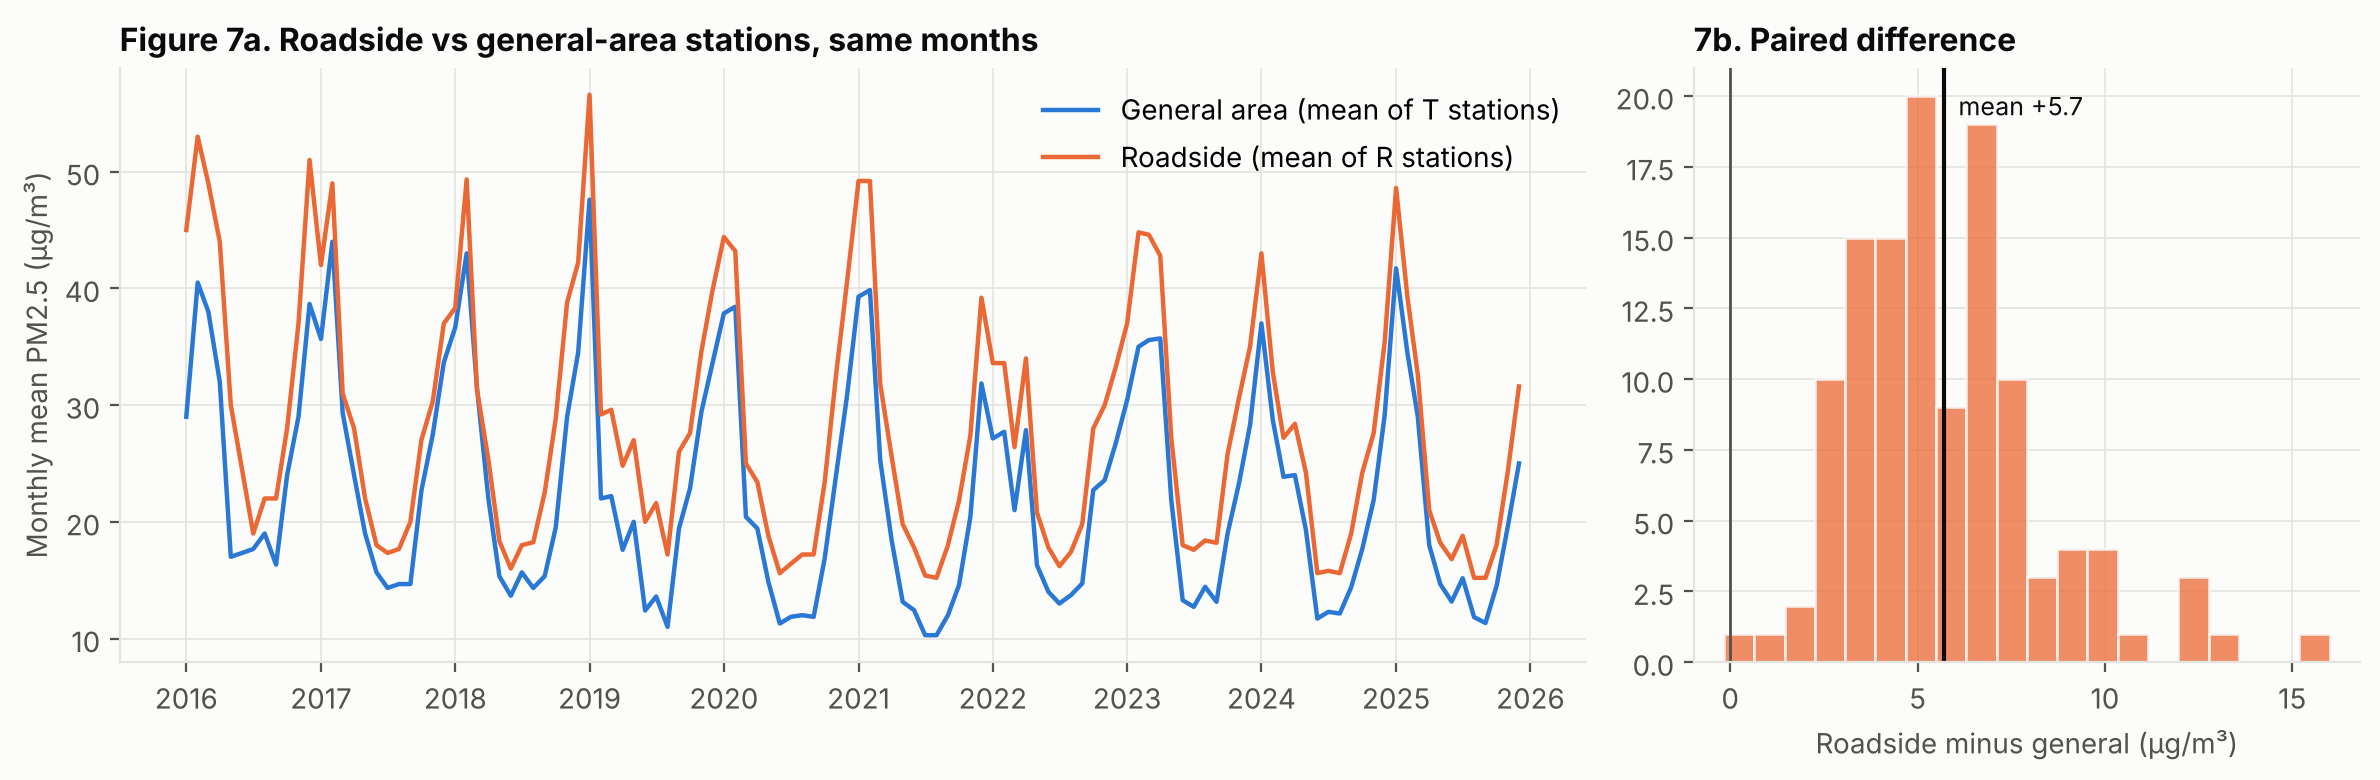 Figure 7a. Roadside vs general-area stations, same months
General area (mean of T stations)
Roadside (mean of R stations)
Monthly mean PM2.5 (µg/m³)
50
40
30
20
10
2016 2017 2018 2019 2020 2021 2022 2023 2024 2025 2026
7b. Paired difference
mean +5.7
20.0
17.5
15.0
12.5
10.0
7.5
5.0
2.5
0.0
0 5 10 15
Roadside minus general (µg/m³)